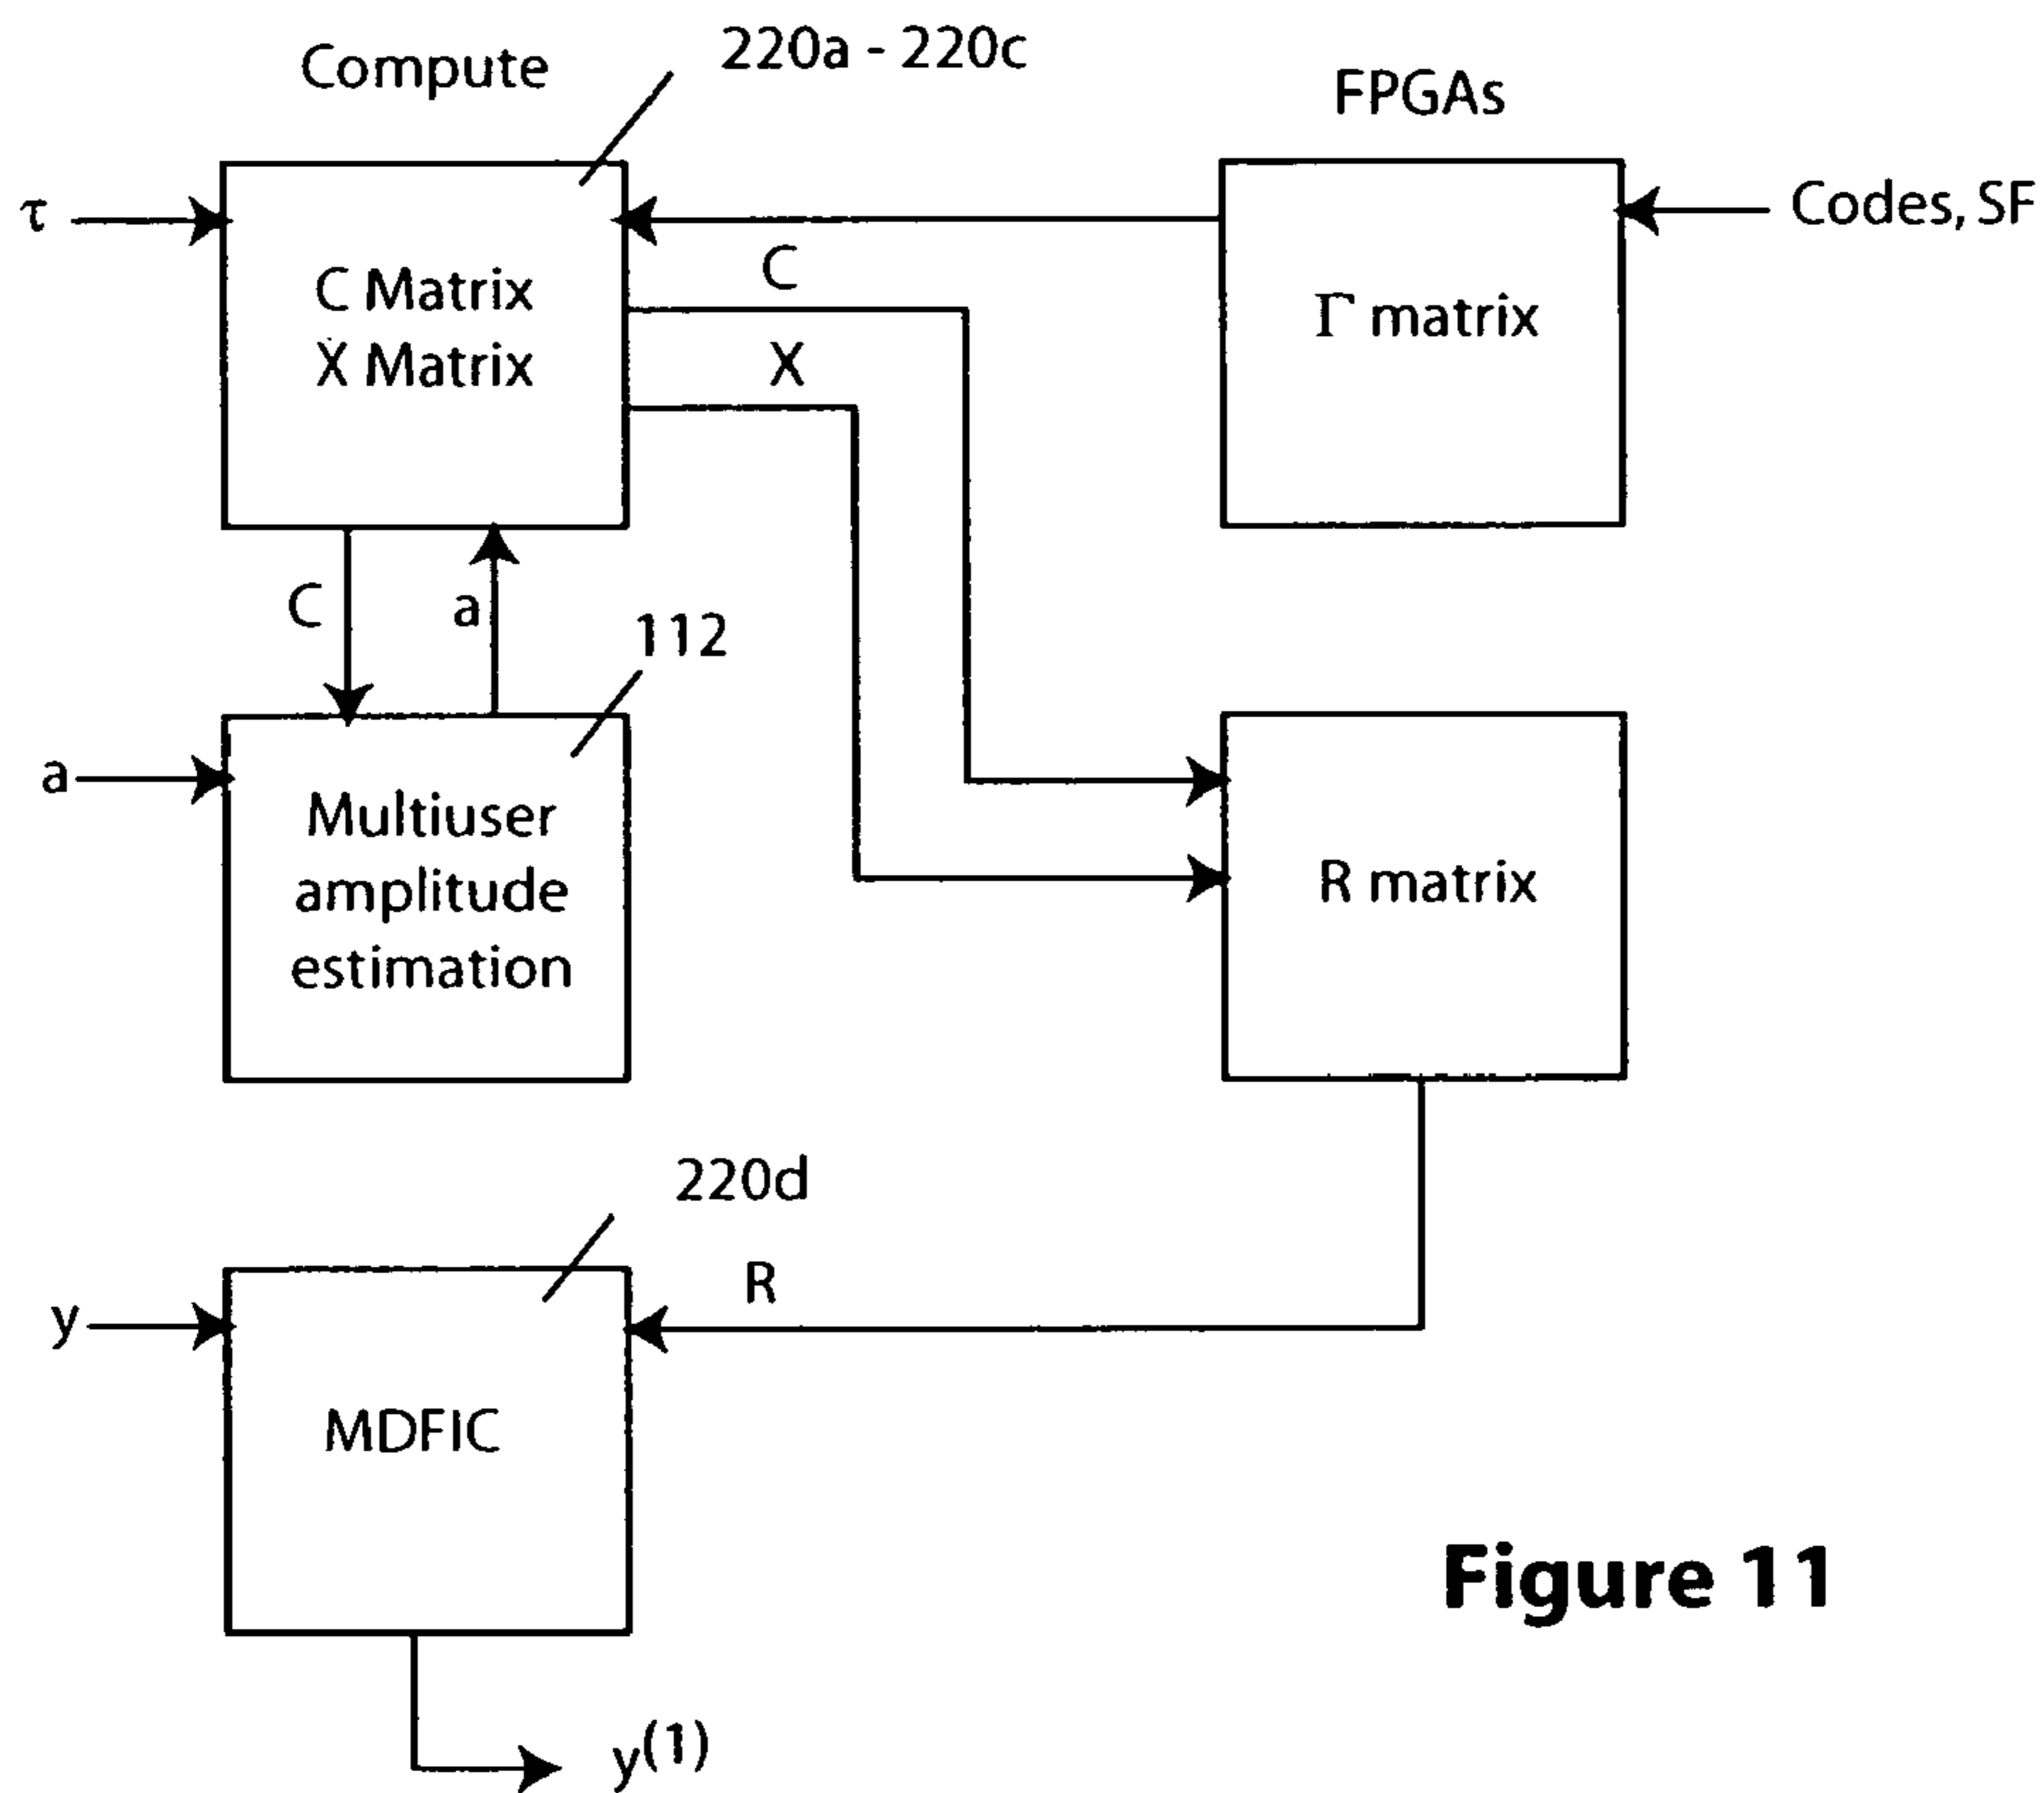 Compute
220a - 220c
FPGAs
τ
Codes, SF
C Matrix
X Matrix
C
X
Γ matrix
C
a
112
a
Multiuser
amplitude
estimation
R matrix
220d
R
y
MDFIC
y(1)
Figure 11